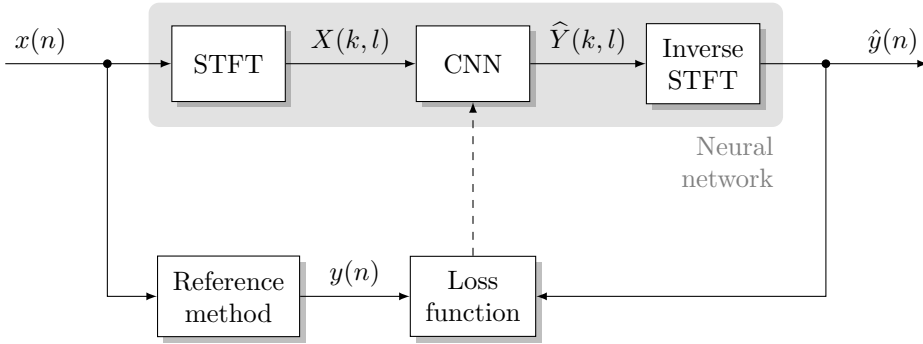 x(n)
X(k, l)
Ŷ(k, l)
ŷ(n)
STFT
CNN
Inverse
STFT
Neural
network
Reference
method
y(n)
Loss
function